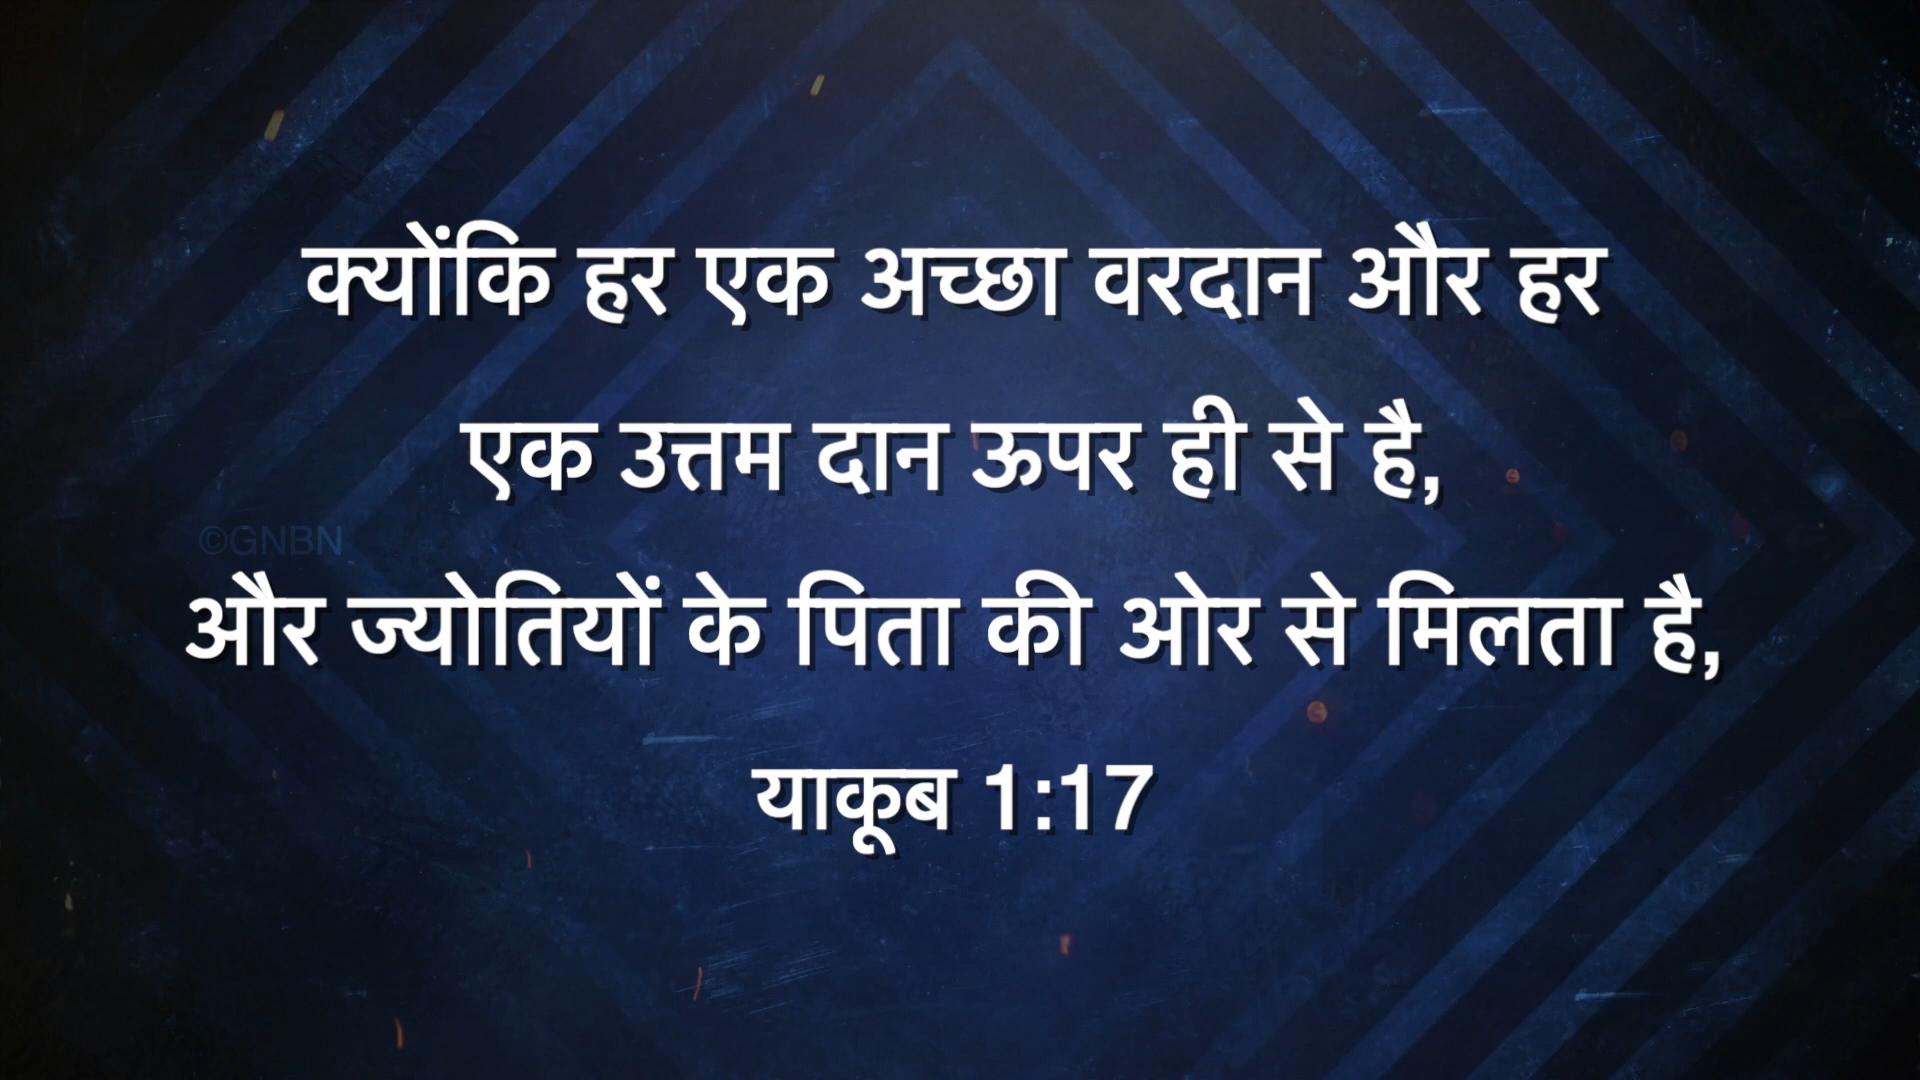 क्योंकि हर एक अच्छा वरदान और हर
एक उत्तम दान ऊपर ही से है,
©GNBN
और ज्योतियों के पिता की ओर से मिलता है,
याकूब 1:17